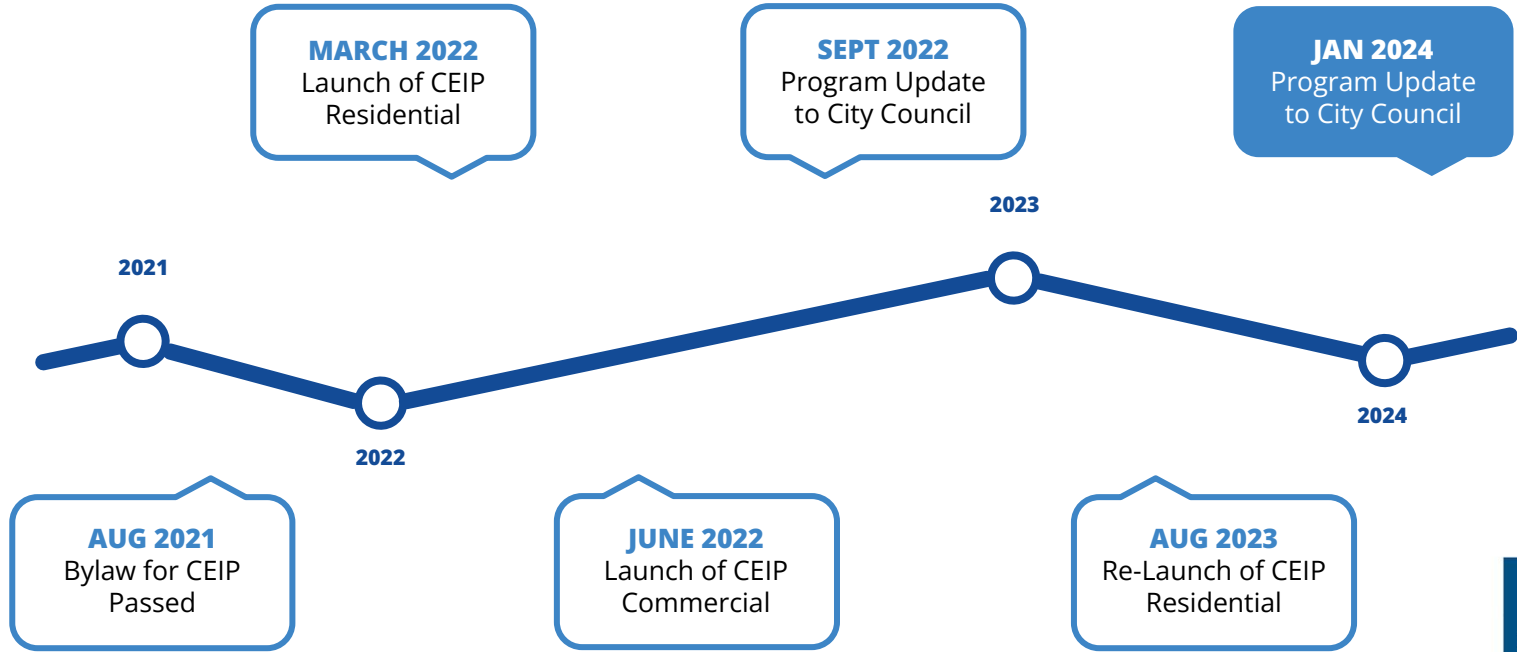 MARCH 2022
Launch of CEIP
Residential
SEPT 2022
Program Update
to City Council
JAN 2024
Program Update
to City Council
2023
2021
2024
2022
AUG 2021
Bylaw for CEIP
Passed
JUNE 2022
Launch of CEIP
Commercial
AUG 2023
Re-Launch of CEIP
Residential